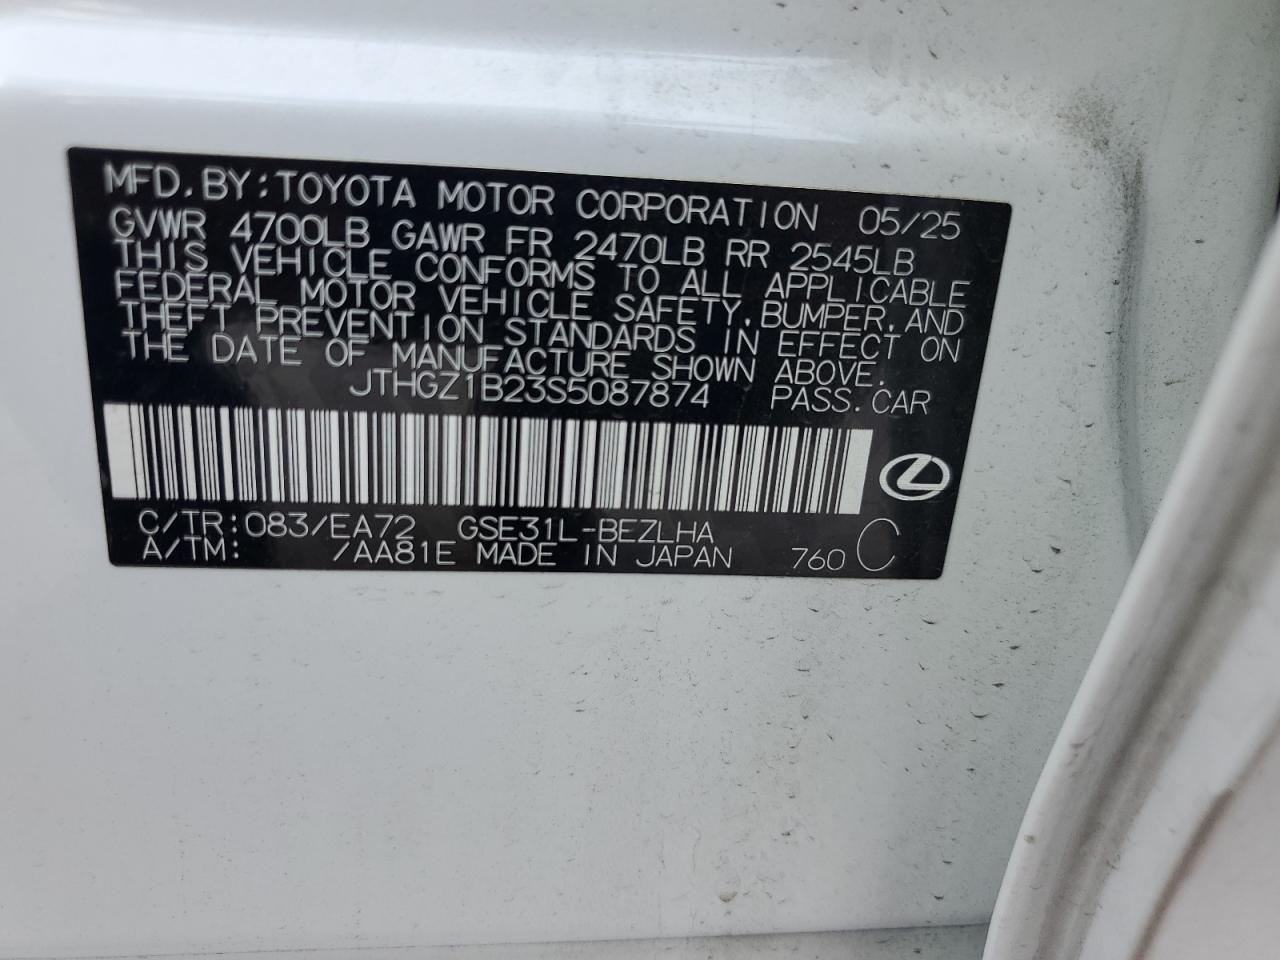 MFD.BY:TOYOTA MOTOR CORPORATION 05/25
GVWR 4700LB GAWR FR 2470LB RR 2545LB
THIS VEHICLE CONFORMS TO ALL APPLICABLE
FEDERAL MOTOR VEHICLE SAFETY,BUMPER,AND
THEFT PREVENTION STANDARDS IN EFFECT ON
THE DATE OF MANUFACTURE SHOWN ABOVE.
JTHGZ1B23S5087874 PASS.CAR
C/TR:083/EA72 GSE31L-BEZLHA
A/TM: /AA81E MADE IN JAPAN 760 C